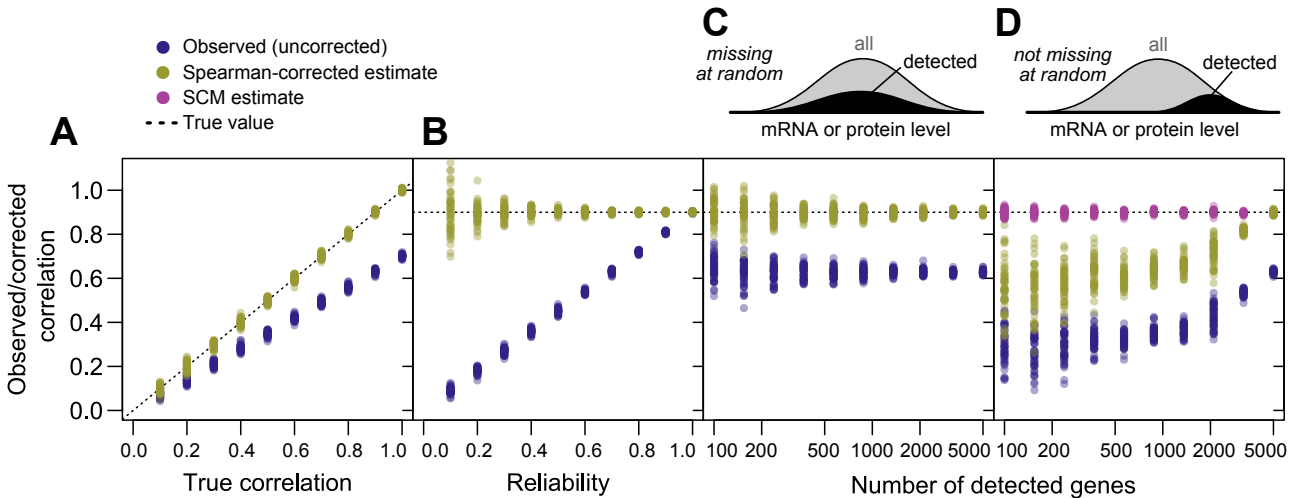 Observed (uncorrected)
Spearman-corrected estimate
SCM estimate
True value
C
missing
at random
all
detected
mRNA or protein level
D
not missing
at random
all
detected
mRNA or protein level
A
B
Observed/corrected
correlation
1.0
0.8
0.6
0.4
0.2
0.0
0.0 0.2 0.4 0.6 0.8 1.0
True correlation
0.0 0.2 0.4 0.6 0.8 1.0
Reliability
100 200 500 1000 2000 5000
100 200 500 1000 2000 5000
Number of detected genes